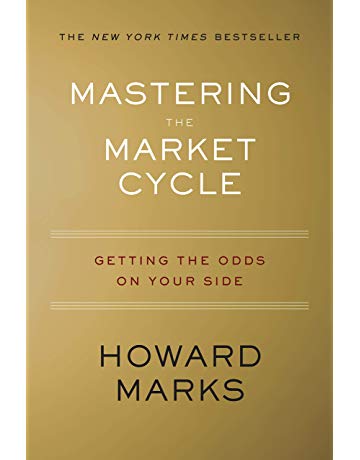 THE NEW YORK TIMES BESTSELLER
MASTERING
THE
MARKET
CYCLE
GETTING THE ODDS
ON YOUR SIDE
HOWARD
MARKS